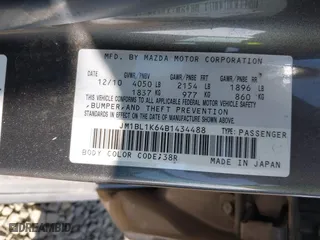 MFD. BY MAZDA MOTOR CORPORATION
12/10 GVWR/PNBV 4050 LB 1837 KG GAWR/PNBE FRT 2154 LB 977 KG GAWR/PNBE RR 1896 LB 860 KG
THIS VEHICLE CONFORMS TO ALL APPLICABLE
FEDERAL MOTOR VEHICLE SAFETY,
BUMPER, AND THEFT PREVENTION
STANDARDS IN EFFECT ON THE DATE OF
MANUFACTURE SHOWN ABOVE.
JM1BL1K64B1434488 TYPE: PASSENGER
BODY COLOR CODE:38R MADE IN JAPAN